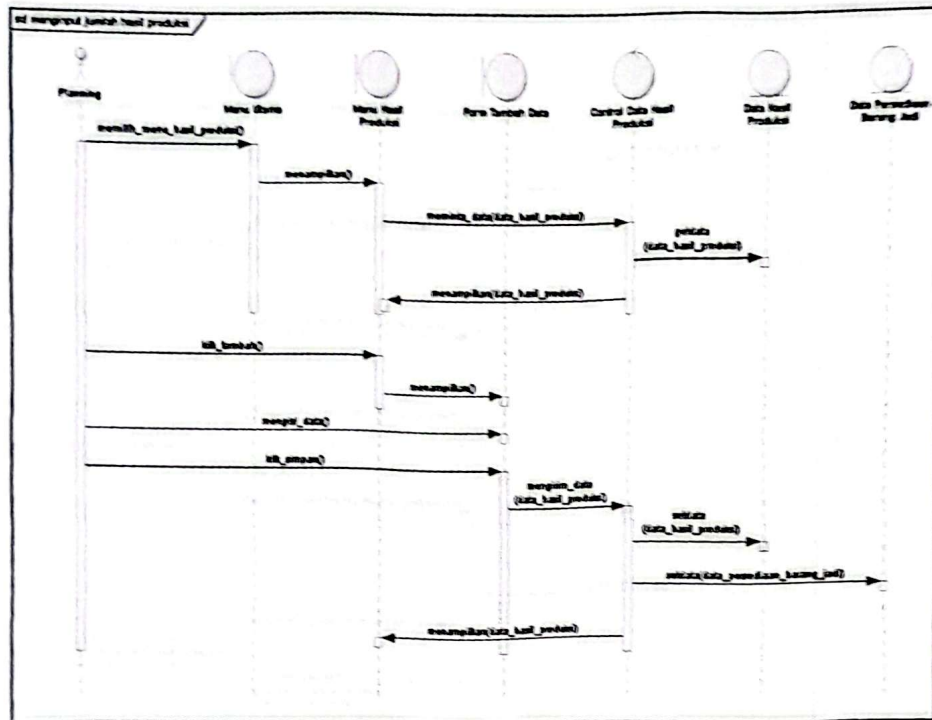 sd menginput jumlah hasil produksi
Planning
Menu Utama
Menu Hasil
Produksi
Form Tambah Data
Control Data Hasil
Produksi
Data Hasil
Produksi
Data Persediaan
Barang Jadi
memilih_menu_hasil_produksi()
menampilkan()
meminta_data(data_hasil_produksi)
getdata
(data_hasil_produksi)
menampilkan(data_hasil_produksi)
klik_tambah()
menampilkan()
mengisi_data()
klik_simpan()
mengirim_data
(data_hasil_produksi)
setdata
(data_hasil_produksi)
setdata(data_persediaan_barang_jadi)
menampilkan(data_hasil_produksi)